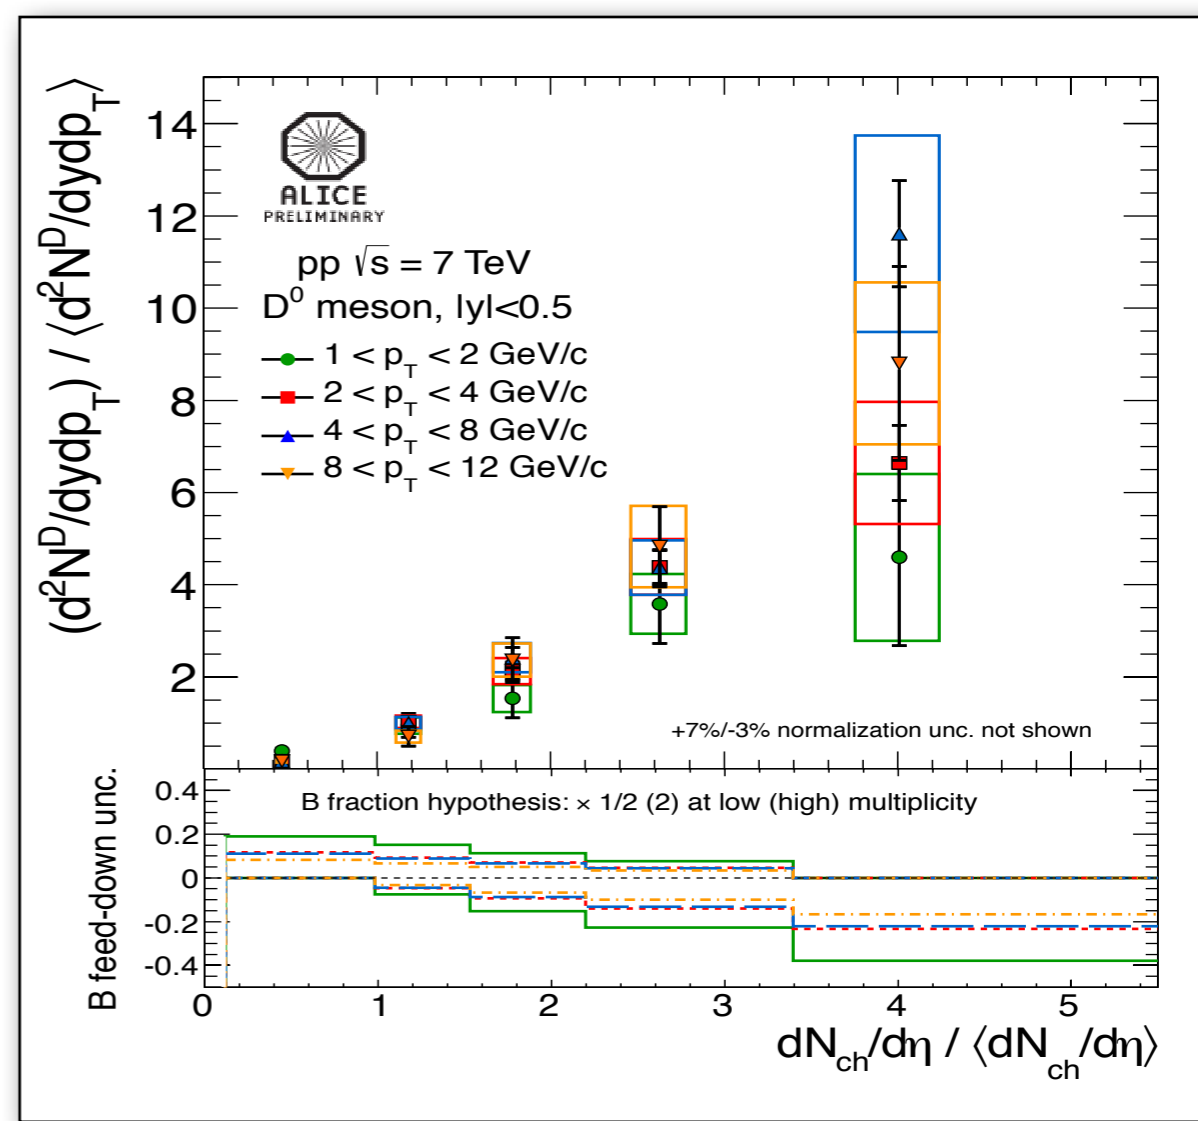 (d²N^D/dydp_T) / ⟨d²N^D/dydp_T⟩
14
12
10
8
6
4
2
ALICE
PRELIMINARY
pp √s = 7 TeV
D⁰ meson, |y|<0.5
1 < p_T < 2 GeV/c
2 < p_T < 4 GeV/c
4 < p_T < 8 GeV/c
8 < p_T < 12 GeV/c
+7%/-3% normalization unc. not shown
B feed-down unc.
0.4
0.2
0
-0.2
-0.4
B fraction hypothesis: × 1/2 (2) at low (high) multiplicity
0 1 2 3 4 5
dN_ch/dη / ⟨dN_ch/dη⟩